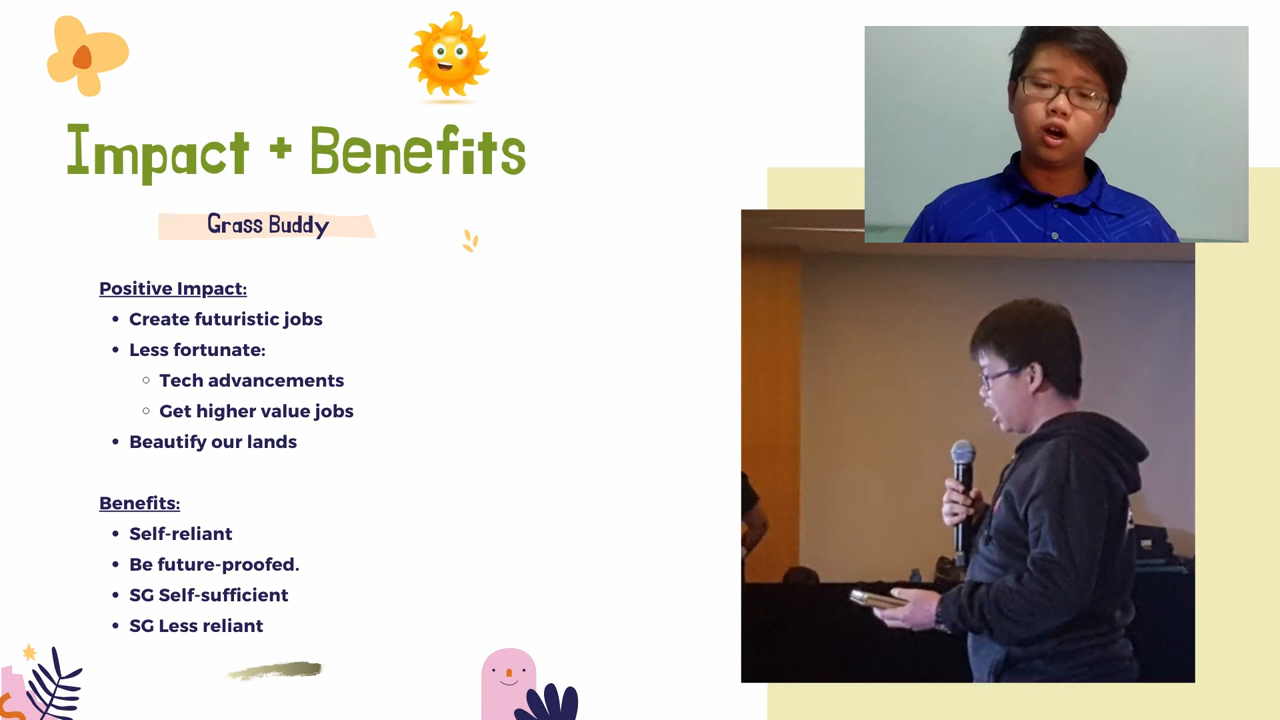 Impact + Benefits
Grass Buddy
Positive Impact:
• Create futuristic jobs
• Less fortunate:
○ Tech advancements
○ Get higher value jobs
• Beautify our lands
Benefits:
• Self-reliant
• Be future-proofed.
• SG Self-sufficient
• SG Less reliant